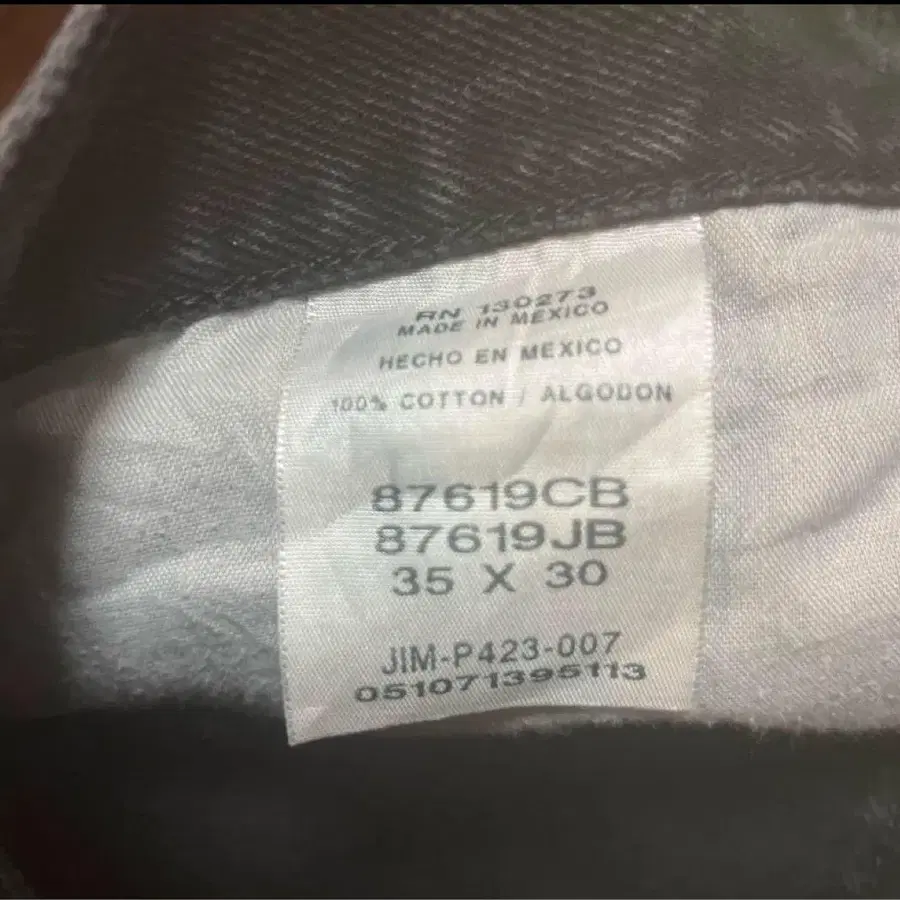 RN 130273
MADE IN MEXICO
HECHO EN MEXICO
100% COTTON / ALGODON
87619CB
87619JB
35 X 30
JIM-P423-007
051071395113